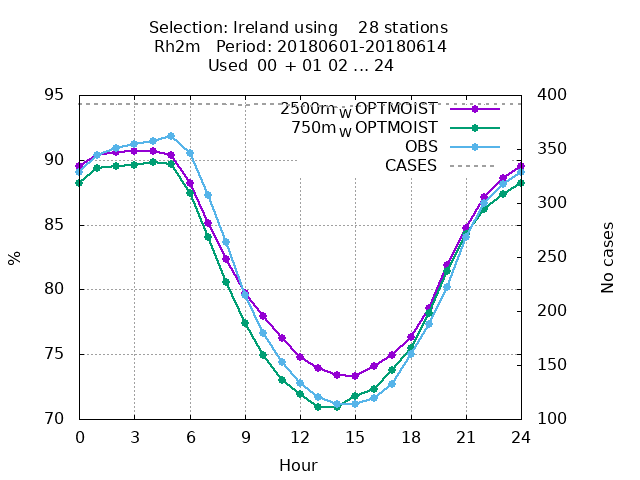 Selection: Ireland using    28 stations
Rh2m   Period: 20180601-20180614
Used  00 + 01 02 ... 24
95
90
85
80
75
70
%
400
350
300
250
200
150
100
No cases
2500m_W OPTMOIST
750m_W OPTMOIST
OBS
CASES
0 3 6 9 12 15 18 21 24
Hour